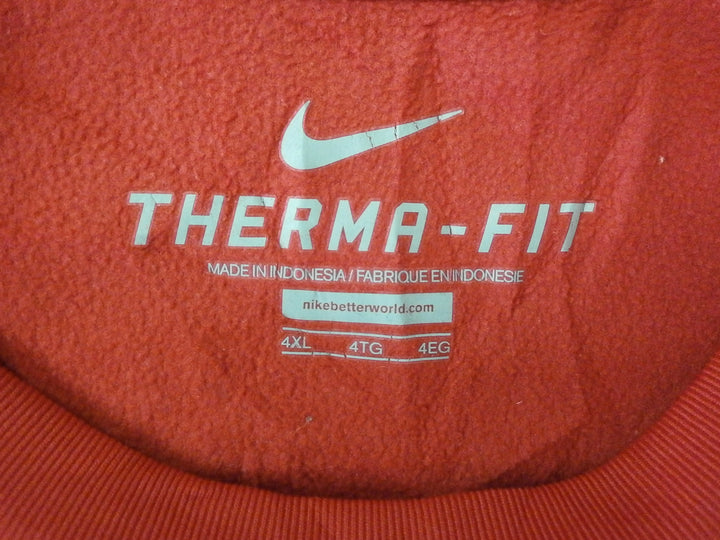 THERMA-FIT
MADE IN INDONESIA / FABRIQUE EN INDONESIE
nikebetterworld.com
4XL 4TG 4EG